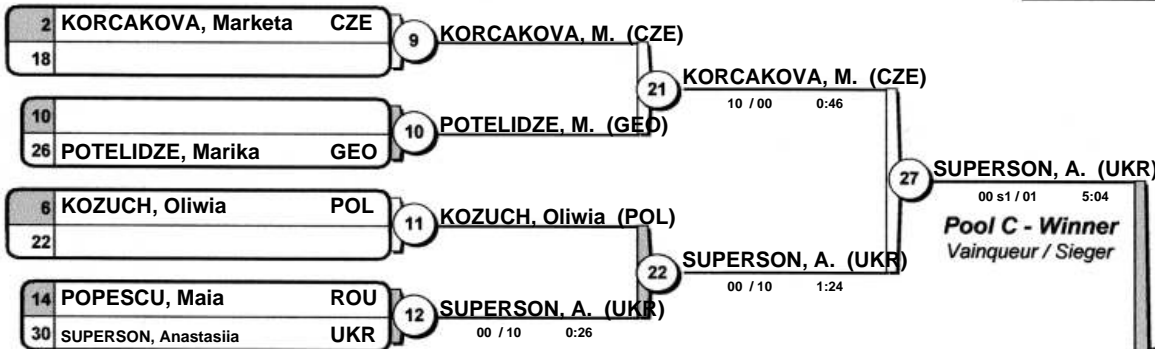 2 KORCAKOVA, Marketa CZE
18
9
KORCAKOVA, M. (CZE)
10
26 POTELIDZE, Marika GEO
10
POTELIDZE, M. (GEO)
21
KORCAKOVA, M. (CZE)
10 / 00 0:46
6 KOZUCH, Oliwia POL
22
11
KOZUCH, Oliwia (POL)
14 POPESCU, Maia ROU
30 SUPERSON, Anastasiia UKR
12
SUPERSON, A. (UKR)
00 / 10 0:26
22
SUPERSON, A. (UKR)
00 / 10 1:24
27
SUPERSON, A. (UKR)
00 s1 / 01 5:04
Pool C - Winner
Vainqueur / Sieger